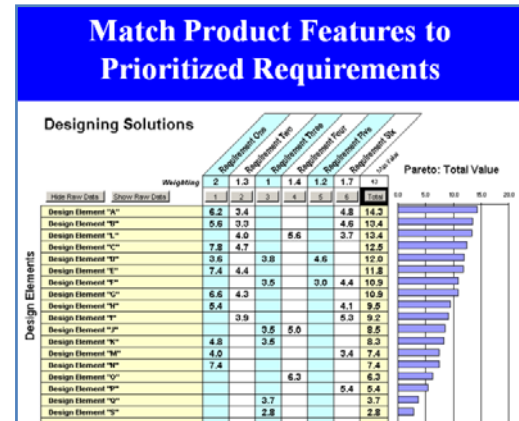 Match Product Features to
Prioritized Requirements
Designing Solutions
Requirement One
Requirement Two
Requirement Three
Requirement Four
Requirement Five
Requirement Six
Max Value
Pareto: Total Value
Weighting 2 1.3 1 1.4 1.2 1.7
Hide Raw Data Show Raw Data 1 2 3 4 5 6 Total 0.0 5.0 10.0 15.0 20.0
Design Elements
Design Element "A" 6.2 3.4 4.8 14.3
Design Element "B" 5.6 3.3 4.6 13.4
Design Element "L" 4.0 5.6 3.7 13.4
Design Element "C" 7.8 4.7 12.5
Design Element "D" 3.6 3.8 4.6 12.0
Design Element "E" 7.4 4.4 11.8
Design Element "F" 3.5 3.0 4.4 10.9
Design Element "G" 6.6 4.3 10.9
Design Element "H" 5.4 4.1 9.5
Design Element "I" 3.9 5.3 9.2
Design Element "J" 3.5 5.0 8.5
Design Element "K" 4.8 3.5 8.3
Design Element "M" 4.0 3.4 7.4
Design Element "N" 7.4 7.4
Design Element "O" 6.3 6.3
Design Element "P" 5.4 5.4
Design Element "Q" 3.7 3.7
Design Element "S" 2.8 2.8